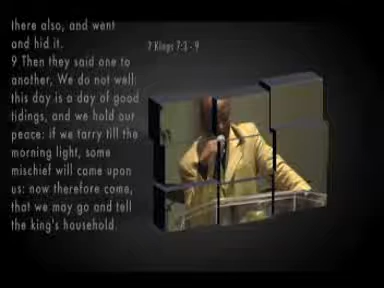 there also, and went
and hid it.
9 Then they said one to
another, We do not well:
this day is a day of good
tidings, and we hold our
peace: if we tarry till the
morning light, some
mischief will came upon
us: now therefore come,
that we may go and tell
the king's household.
2 Kings 7:3 - 9